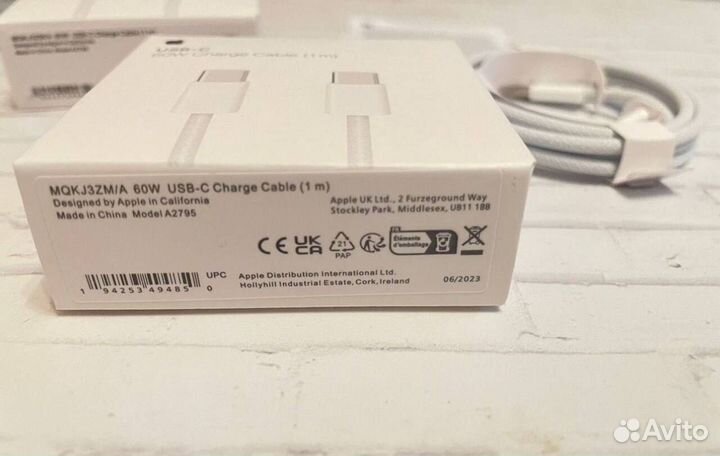 USB-C
60W Charge Cable (1 m)
MQKJ3ZM/A 60W USB-C Charge Cable (1 m)
Designed by Apple in California
Made in China Model A2795
Apple UK Ltd., 2 Furzeground Way
Stockley Park, Middlesex, UB11 1BB
CE UK CA
21
PAP
FR
Éléments
d'emballage
UPC
1 94253 49485 0
Apple Distribution International Ltd.
Hollyhill Industrial Estate, Cork, Ireland
06/2023
Avito